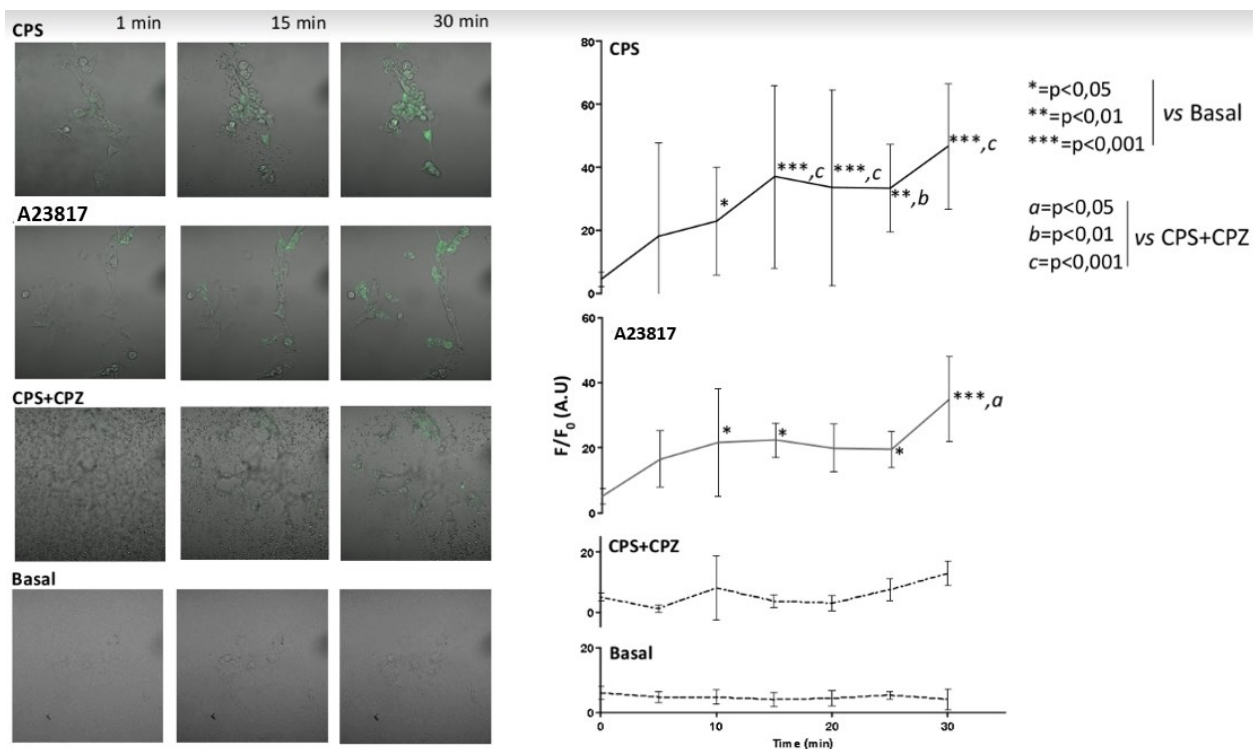 CPS
1 min
15 min
30 min
A23817
CPS+CPZ
Basal
80
CPS
60
***,c
***,c
***,c
40
*
**,b
20
0
*=p<0,05
**=p<0,01
vs Basal
***=p<0,001
a=p<0,05
b=p<0,01
vs CPS+CPZ
c=p<0,001
60
A23817
40
***,a
*
*
20
*
0
F/F0 (A.U)
CPS+CPZ
20
0
20
Basal
0
0
10
20
30
Time (min)